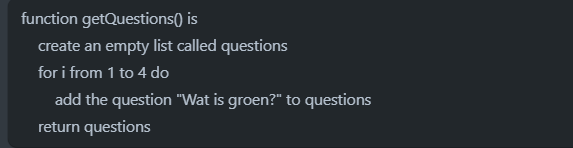 function getQuestions() is
create an empty list called questions
for i from 1 to 4 do
add the question "Wat is groen?" to questions
return questions